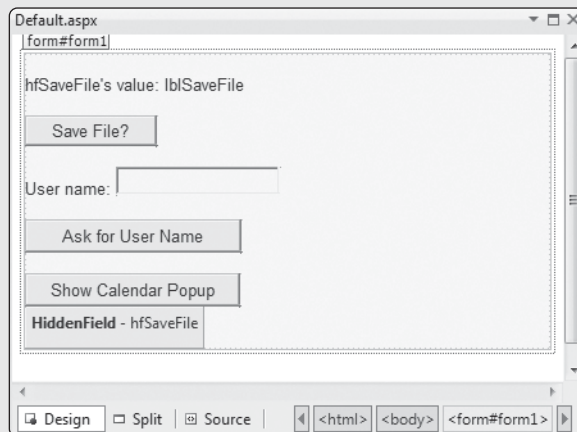 Default.aspx
form#form1
hfSaveFile's value: lblSaveFile
Save File?
User name:
Ask for User Name
Show Calendar Popup
HiddenField - hfSaveFile
Design Split Source <html> <body> <form#form1>